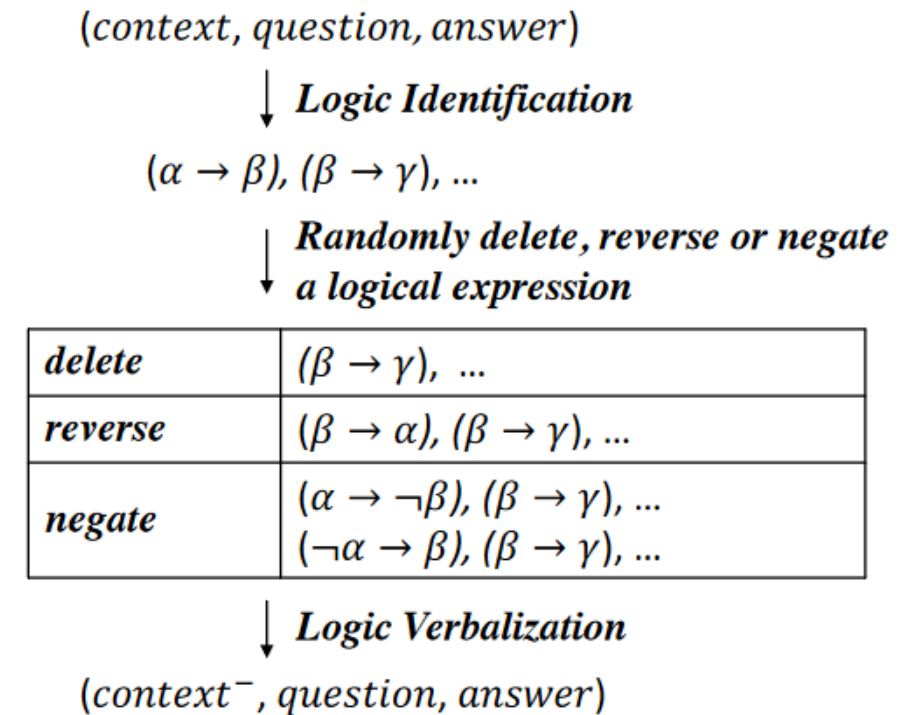 (context, question, answer)
Logic Identification
(α → β), (β → γ), ...
Randomly delete, reverse or negate
a logical expression
delete (β → γ), ...
reverse (β → α), (β → γ), ...
negate (α → ¬β), (β → γ), ...
(¬α → β), (β → γ), ...
Logic Verbalization
(context⁻, question, answer)